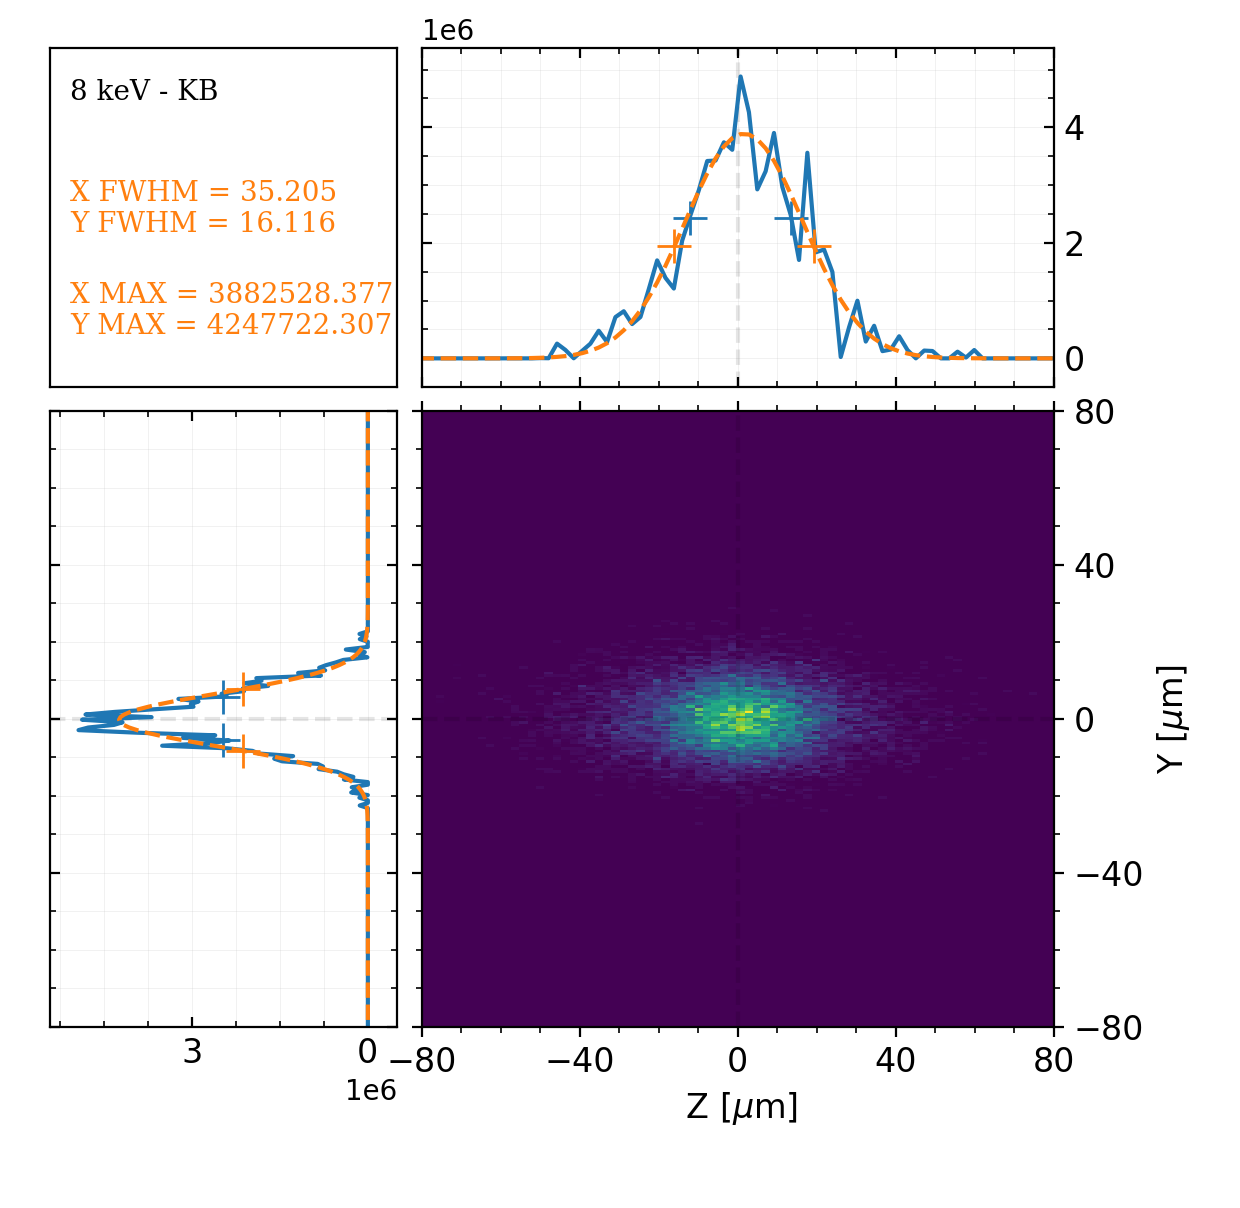 1e6
8 keV - KB
X FWHM = 35.205
Y FWHM = 16.116
X MAX = 3882528.377
Y MAX = 4247722.307
4
2
0
80
40
0
−40
−80
Y [μm]
3
0
1e6
−80
−40
0
40
80
Z [μm]